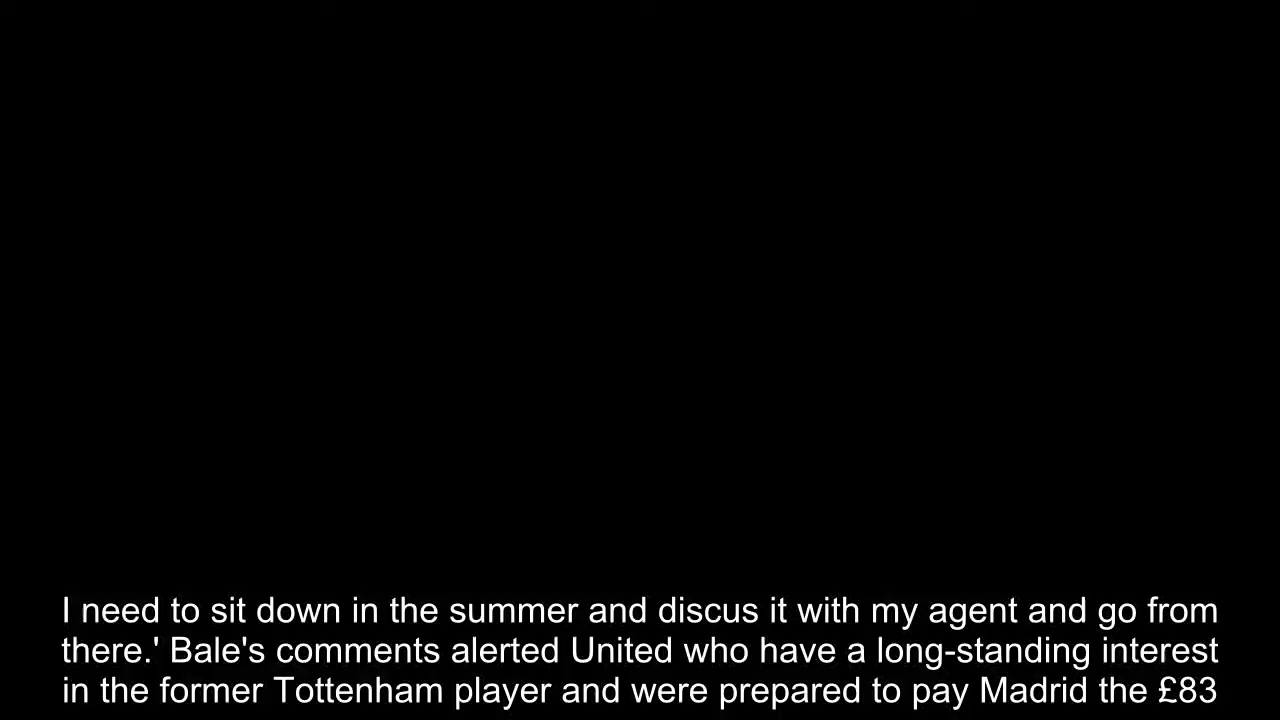 I need to sit down in the summer and discus it with my agent and go from
there.' Bale's comments alerted United who have a long-standing interest
in the former Tottenham player and were prepared to pay Madrid the £83